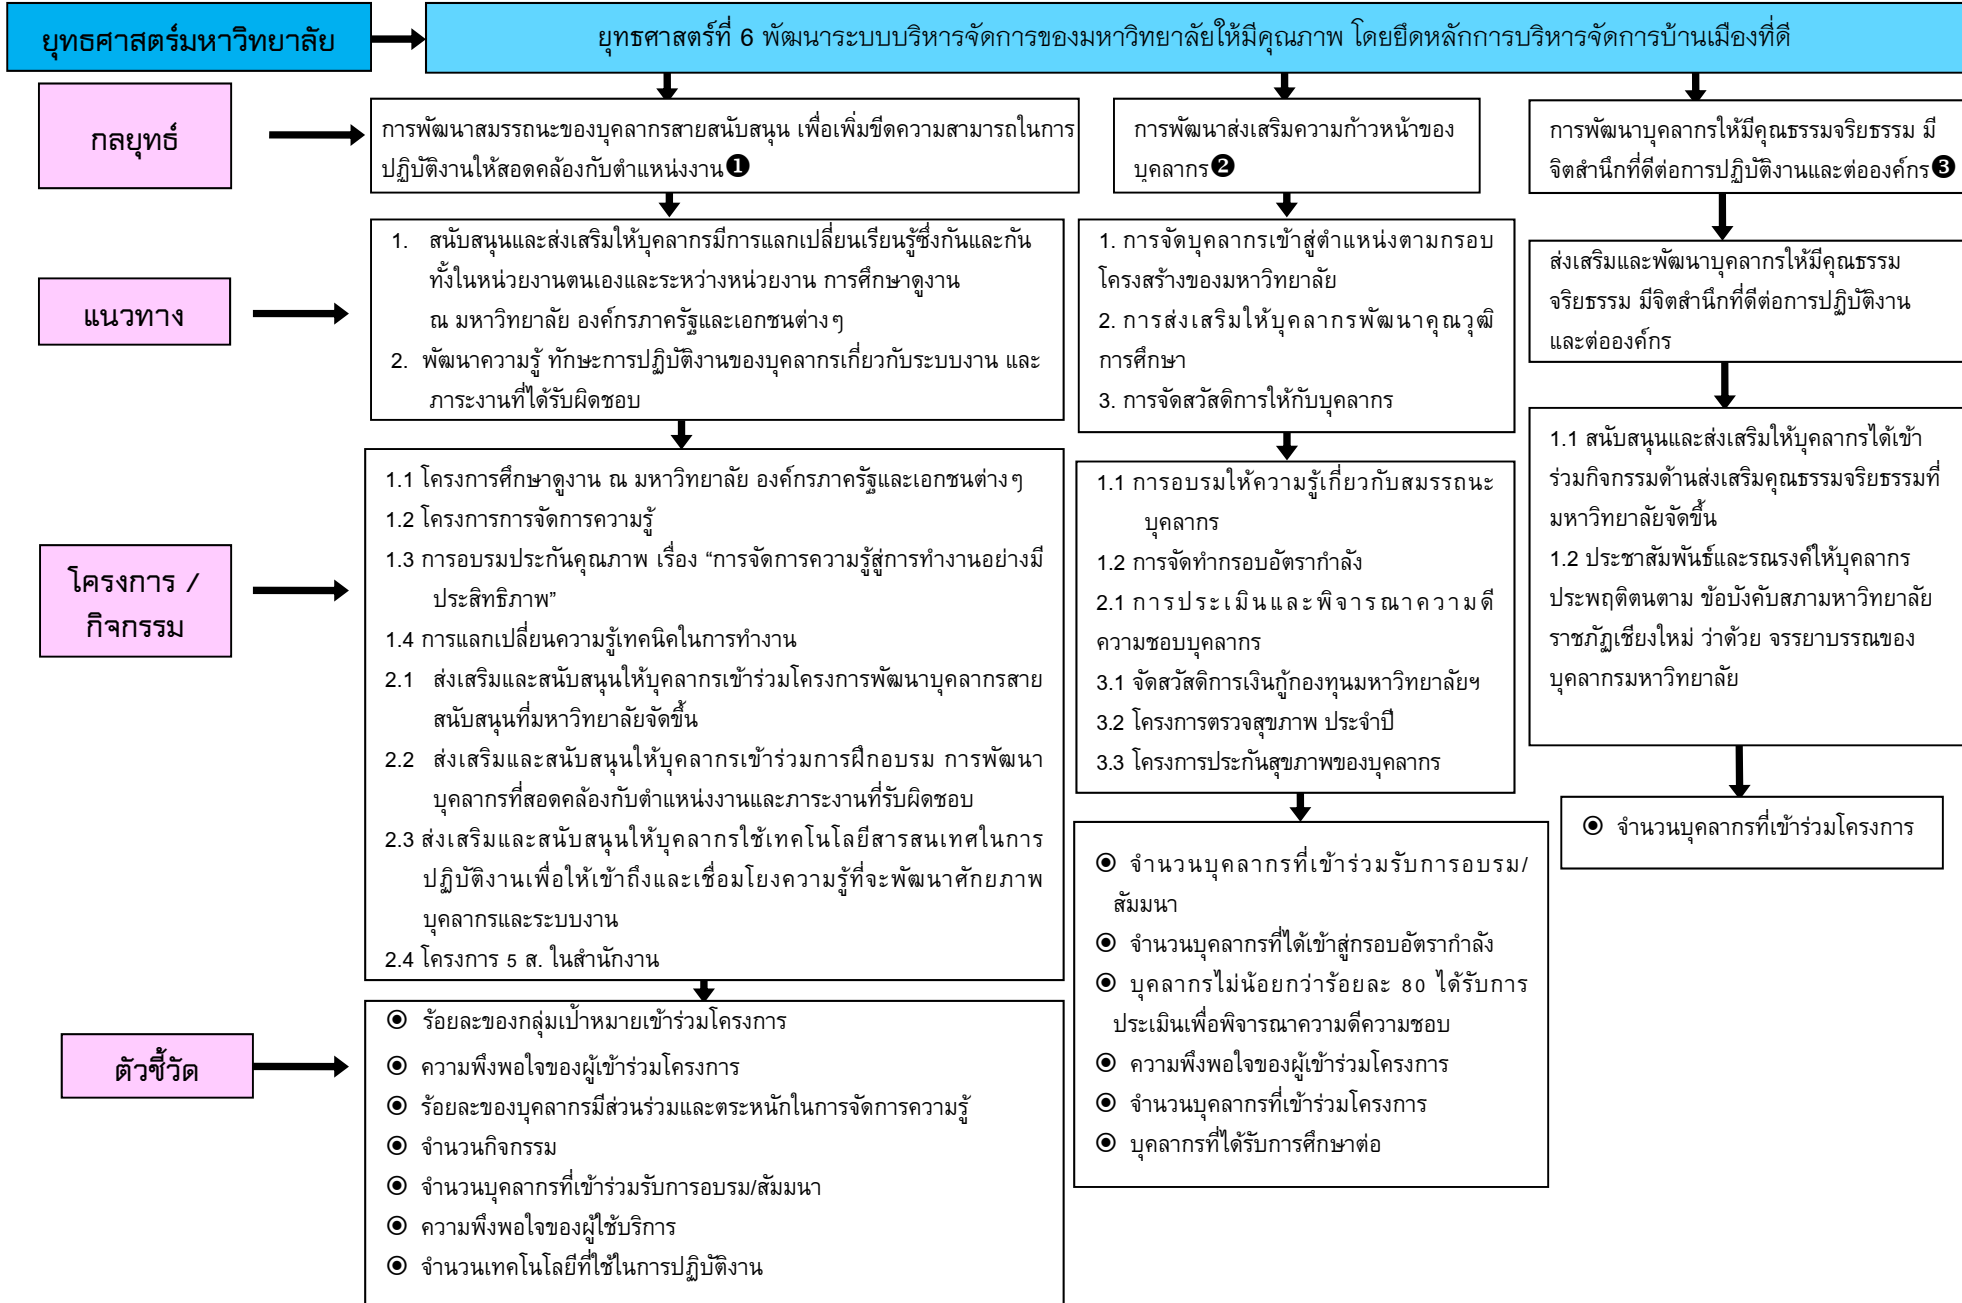 ยุทธศาสตร์มหาวิทยาลัย
ยุทธศาสตร์ที่ 6 พัฒนาระบบบริหารจัดการของมหาวิทยาลัยให้มีคุณภาพ โดยยึดหลักการบริหารจัดการบ้านเมืองที่ดี
กลยุทธ์
การพัฒนาสมรรถนะของบุคลากรสายสนับสนุน เพื่อเพิ่มขีดความสามารถในการ
ปฏิบัติงานให้สอดคล้องกับตำแหน่งงาน❶
การพัฒนาส่งเสริมความก้าวหน้าของ
บุคลากร❷
การพัฒนาบุคลากรให้มีคุณธรรมจริยธรรม มี
จิตสำนึกที่ดีต่อการปฏิบัติงานและต่อองค์กร❸
แนวทาง
1. สนับสนุนและส่งเสริมให้บุคลากรมีการแลกเปลี่ยนเรียนรู้ซึ่งกันและกัน
ทั้งในหน่วยงานตนเองและระหว่างหน่วยงาน การศึกษาดูงาน
ณ มหาวิทยาลัย องค์กรภาครัฐและเอกชนต่างๆ
2. พัฒนาความรู้ ทักษะการปฏิบัติงานของบุคลากรเกี่ยวกับระบบงาน และ
ภาระงานที่ได้รับผิดชอบ
1. การจัดบุคลากรเข้าสู่ตำแหน่งตามกรอบ
โครงสร้างของมหาวิทยาลัย
2. การส่งเสริมให้บุคลากรพัฒนาคุณวุฒิ
การศึกษา
3. การจัดสวัสดิการให้กับบุคลากร
ส่งเสริมและพัฒนาบุคลากรให้มีคุณธรรม
จริยธรรม มีจิตสำนึกที่ดีต่อการปฏิบัติงาน
และต่อองค์กร
โครงการ /
กิจกรรม
1.1 โครงการศึกษาดูงาน ณ มหาวิทยาลัย องค์กรภาครัฐและเอกชนต่างๆ
1.2 โครงการการจัดการความรู้
1.3 การอบรมประกันคุณภาพ เรื่อง “การจัดการความรู้สู่การทำงานอย่างมี
ประสิทธิภาพ”
1.4 การแลกเปลี่ยนความรู้เทคนิคในการทำงาน
2.1 ส่งเสริมและสนับสนุนให้บุคลากรเข้าร่วมโครงการพัฒนาบุคลากรสาย
สนับสนุนที่มหาวิทยาลัยจัดขึ้น
2.2 ส่งเสริมและสนับสนุนให้บุคลากรเข้าร่วมการฝึกอบรม การพัฒนา
บุคลากรที่สอดคล้องกับตำแหน่งงานและภาระงานที่รับผิดชอบ
2.3 ส่งเสริมและสนับสนุนให้บุคลากรใช้เทคโนโลยีสารสนเทศในการ
ปฏิบัติงานเพื่อให้เข้าถึงและเชื่อมโยงความรู้ที่จะพัฒนาศักยภาพ
บุคลากรและระบบงาน
2.4 โครงการ 5 ส. ในสำนักงาน
1.1 การอบรมให้ความรู้เกี่ยวกับสมรรถนะ
บุคลากร
1.2 การจัดทำกรอบอัตรากำลัง
2.1 การประเมินและพิจารณาความดี
ความชอบบุคลากร
3.1 จัดสวัสดิการเงินกู้กองทุนมหาวิทยาลัยฯ
3.2 โครงการตรวจสุขภาพ ประจำปี
3.3 โครงการประกันสุขภาพของบุคลากร
1.1 สนับสนุนและส่งเสริมให้บุคลากรได้เข้า
ร่วมกิจกรรมด้านส่งเสริมคุณธรรมจริยธรรมที่
มหาวิทยาลัยจัดขึ้น
1.2 ประชาสัมพันธ์และรณรงค์ให้บุคลากร
ประพฤติตนตาม ข้อบังคับสภามหาวิทยาลัย
ราชภัฏเชียงใหม่ ว่าด้วย จรรยาบรรณของ
บุคลากรมหาวิทยาลัย
ตัวชี้วัด
◉ ร้อยละของกลุ่มเป้าหมายเข้าร่วมโครงการ
◉ ความพึงพอใจของผู้เข้าร่วมโครงการ
◉ ร้อยละของบุคลากรมีส่วนร่วมและตระหนักในการจัดการความรู้
◉ จำนวนกิจกรรม
◉ จำนวนบุคลากรที่เข้าร่วมรับการอบรม/สัมมนา
◉ ความพึงพอใจของผู้ใช้บริการ
◉ จำนวนเทคโนโลยีที่ใช้ในการปฏิบัติงาน
◉ จำนวนบุคลากรที่เข้าร่วมรับการอบรม/
สัมมนา
◉ จำนวนบุคลากรที่ได้เข้าสู่กรอบอัตรากำลัง
◉ บุคลากรไม่น้อยกว่าร้อยละ 80 ได้รับการ
ประเมินเพื่อพิจารณาความดีความชอบ
◉ ความพึงพอใจของผู้เข้าร่วมโครงการ
◉ จำนวนบุคลากรที่เข้าร่วมโครงการ
◉ บุคลากรที่ได้รับการศึกษาต่อ
◉ จำนวนบุคลากรที่เข้าร่วมโครงการ